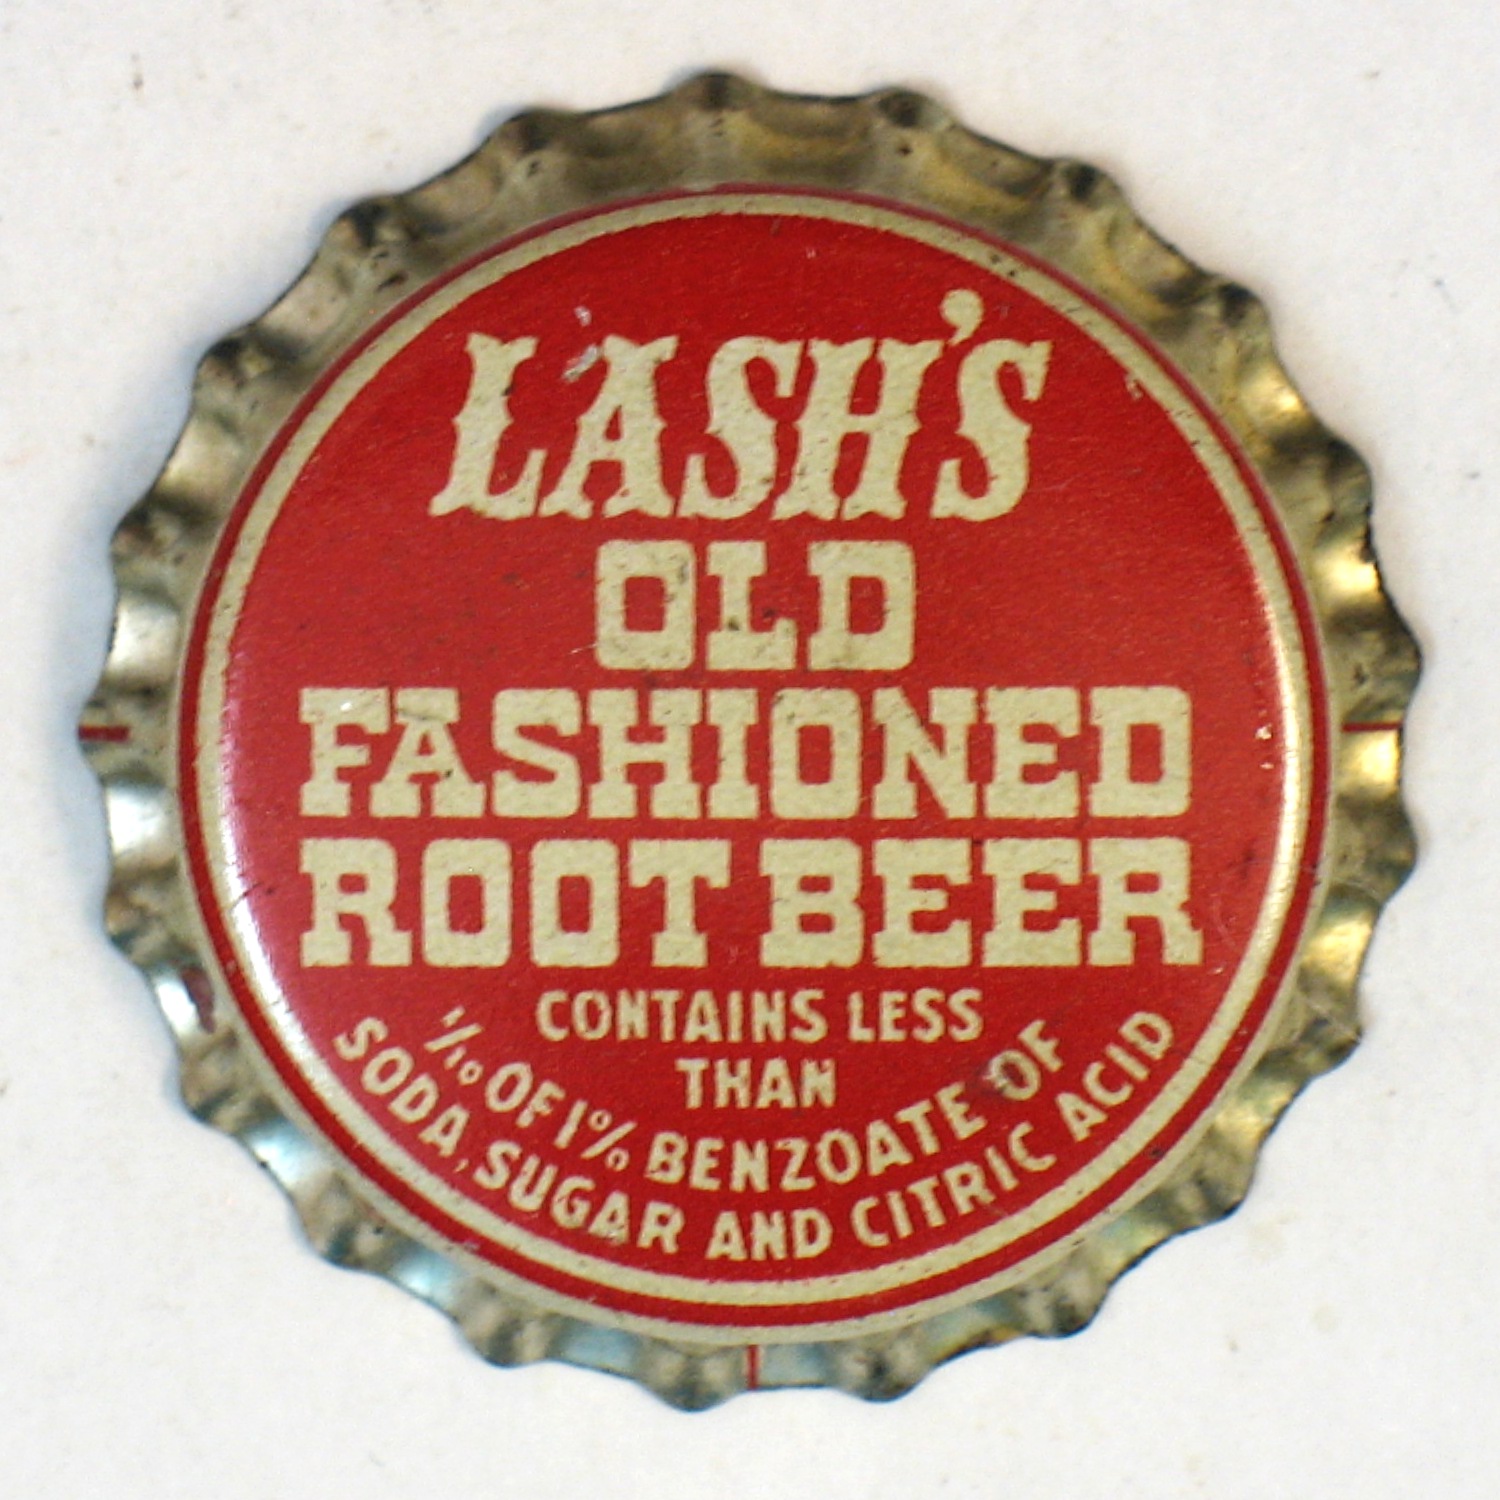 LASH'S
OLD
FASHIONED
ROOT BEER
CONTAINS LESS
THAN
1/10 OF 1% BENZOATE OF
SODA, SUGAR AND CITRIC ACID